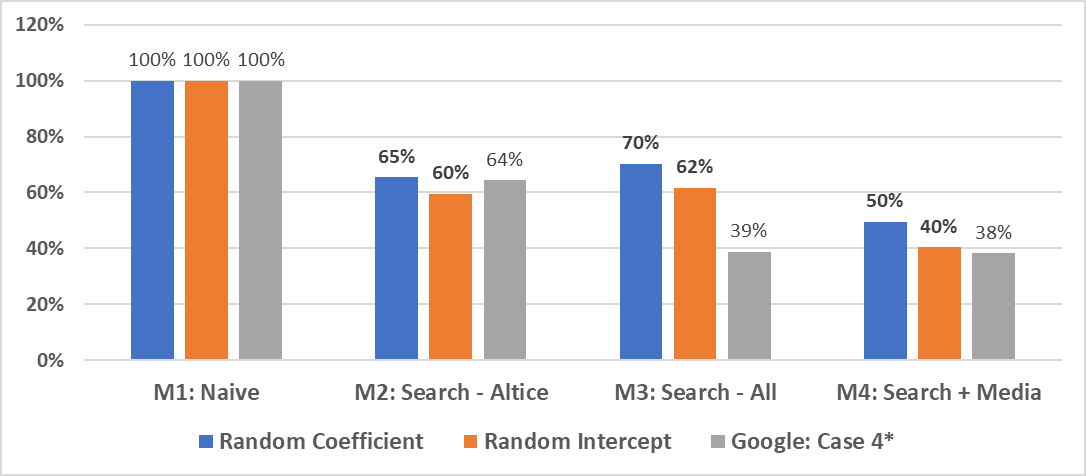 120%
100%
80%
60%
40%
20%
0%
100% 100% 100%
65% 60% 64%
70% 62% 39%
50% 40% 38%
M1: Naive M2: Search - Altice M3: Search - All M4: Search + Media
Random Coefficient Random Intercept Google: Case 4*